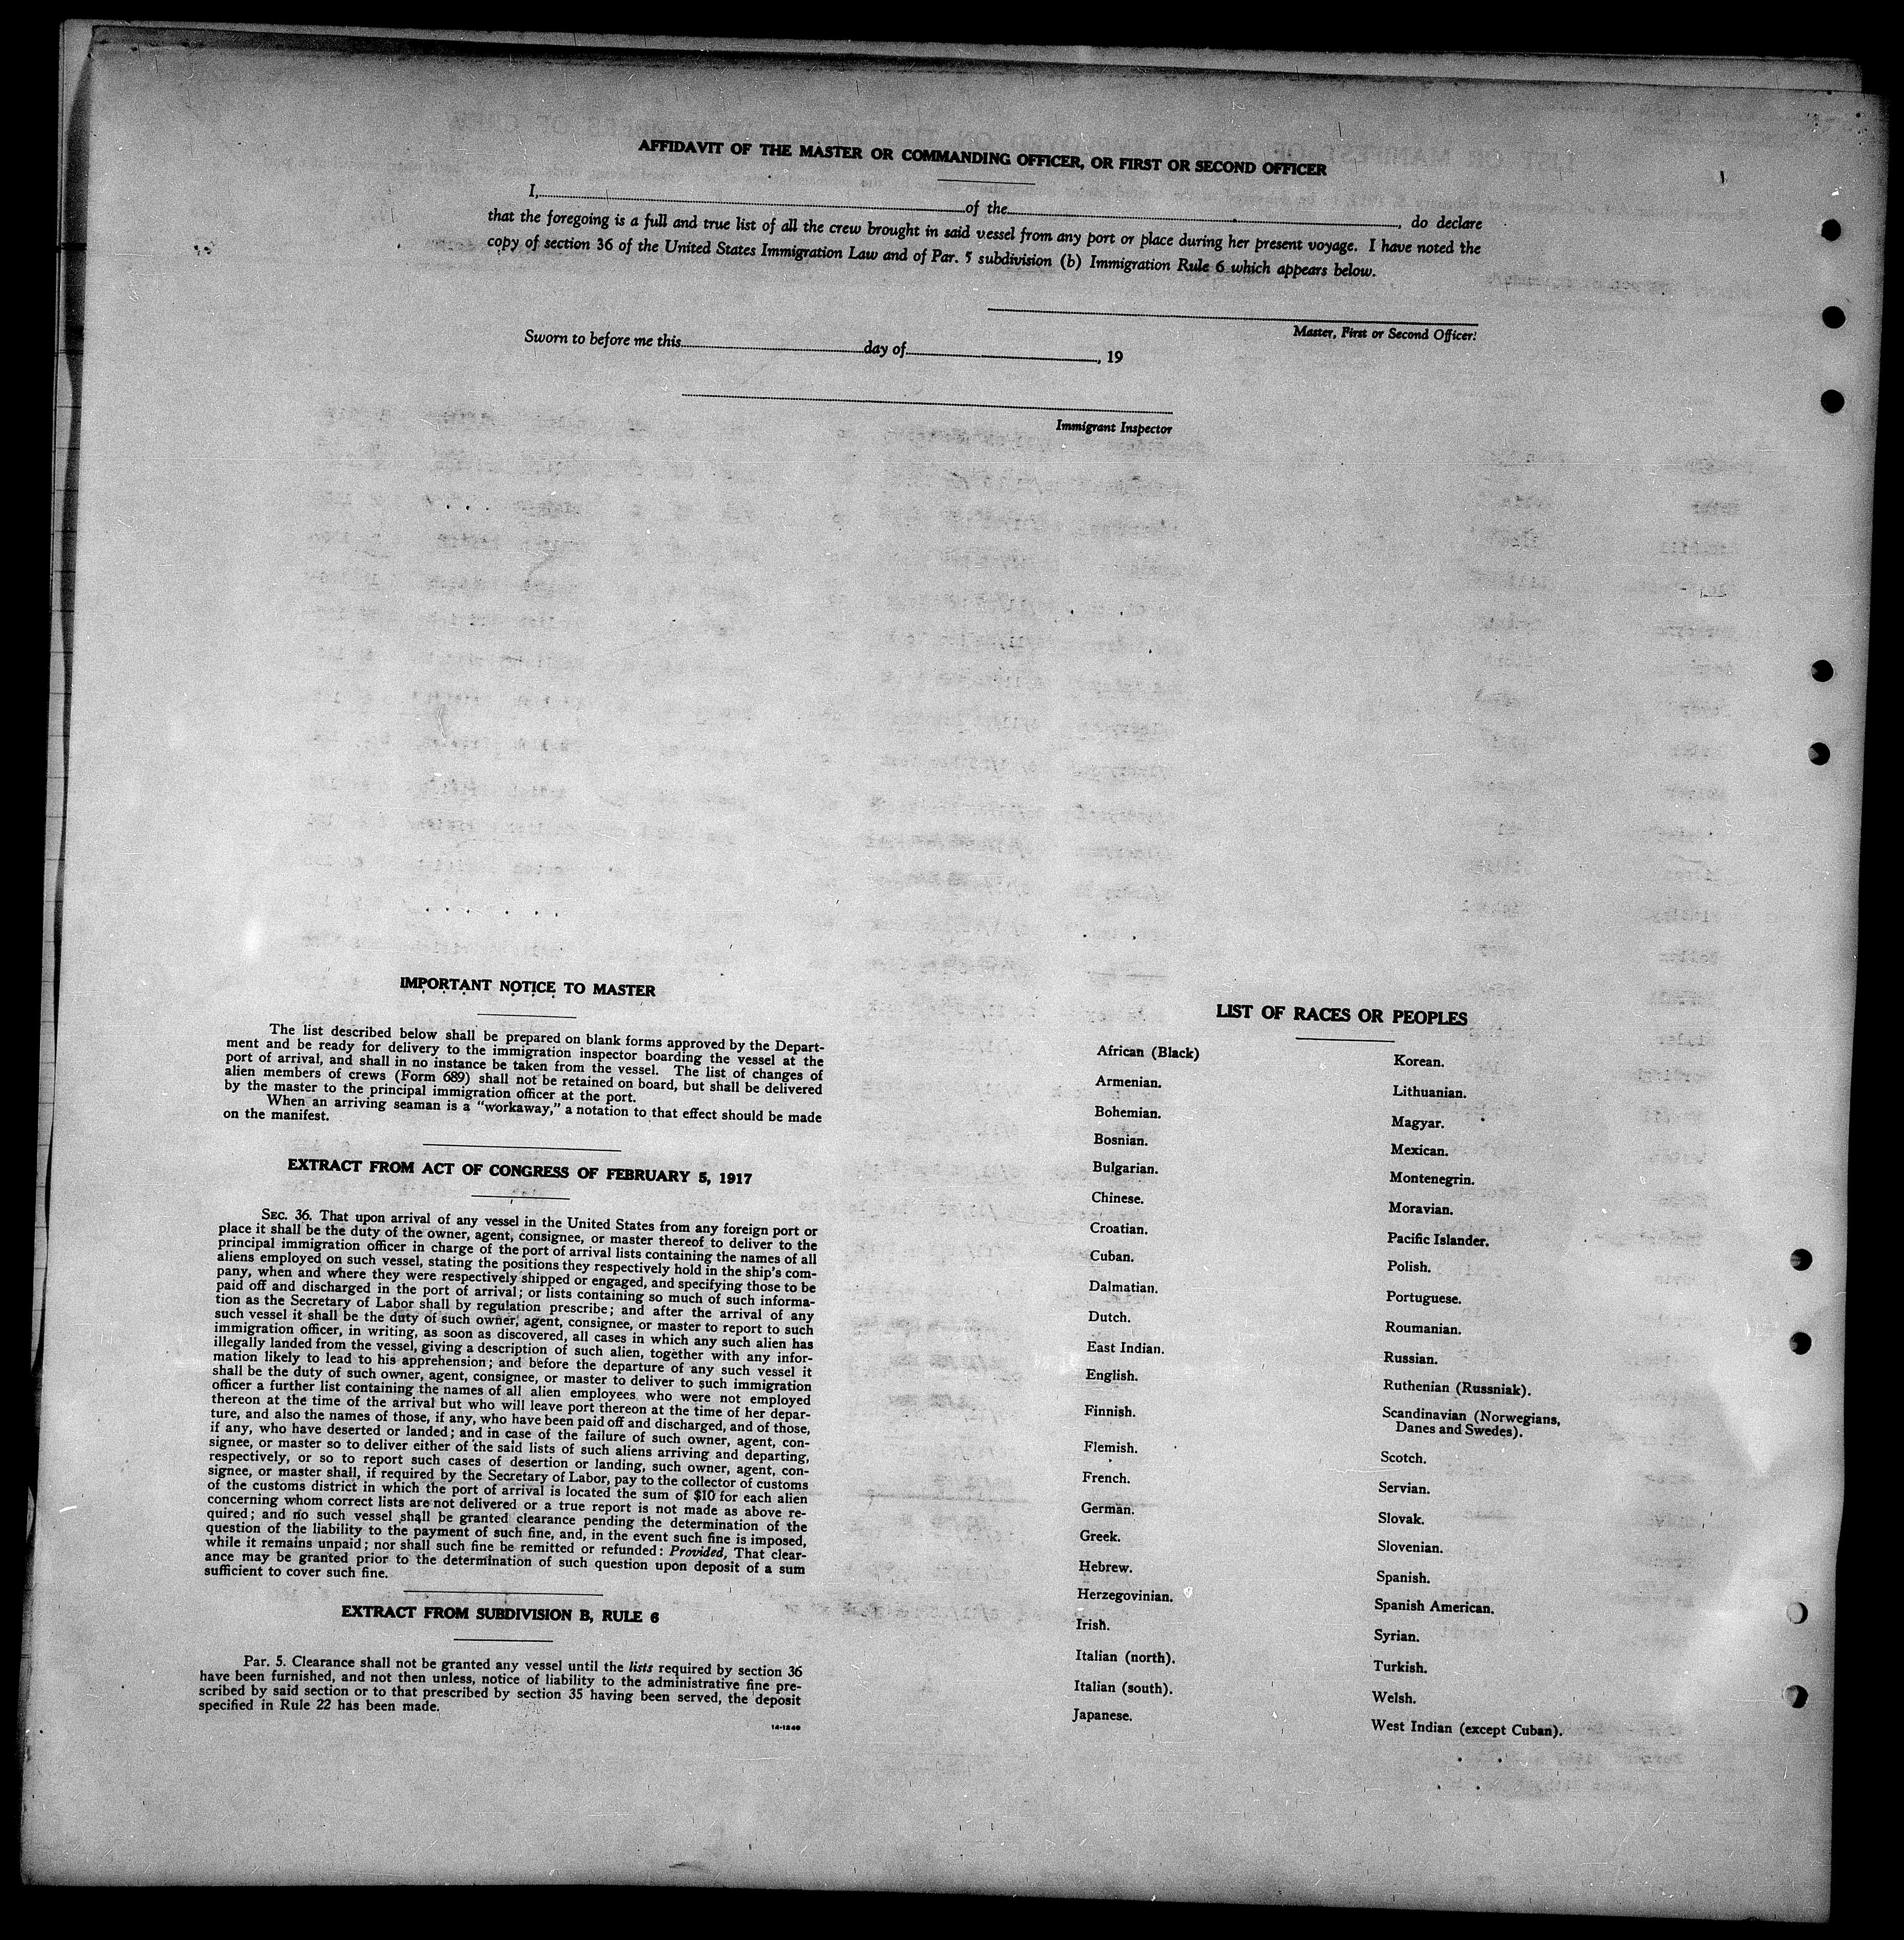 AFFIDAVIT OF THE MASTER OR COMMANDING OFFICER, OR FIRST OR SECOND OFFICER
I, of the , do declare
that the foregoing is a full and true list of all the crew brought in said vessel from any port or place during her present voyage. I have noted the
copy of section 36 of the United States Immigration Law and of Par. 5 subdivision (b) Immigration Rule 6 which appears below.
Master, First or Second Officer.
Sworn to before me this day of , 19
Immigrant Inspector
IMPORTANT NOTICE TO MASTER
The list described below shall be prepared on blank forms approved by the Depart-
ment and be ready for delivery to the immigration inspector boarding the vessel at the
port of arrival, and shall in no instance be taken from the vessel. The list of changes of
alien members of crews (Form 689) shall not be retained on board, but shall be delivered
by the master to the principal immigration officer at the port.
When an arriving seaman is a "workaway," a notation to that effect should be made
on the manifest.
EXTRACT FROM ACT OF CONGRESS OF FEBRUARY 5, 1917
SEC. 36. That upon arrival of any vessel in the United States from any foreign port or
place it shall be the duty of the owner, agent, consignee, or master thereof to deliver to the
principal immigration officer in charge of the port of arrival lists containing the names of all
aliens employed on such vessel, stating the positions they respectively hold in the ship's com-
pany, when and where they were respectively shipped or engaged, and specifying those to be
paid off and discharged in the port of arrival; or lists containing so much of such informa-
tion as the Secretary of Labor shall by regulation prescribe; and after the arrival of any
such vessel it shall be the duty of such owner, agent, consignee, or master to report to such
immigration officer, in writing, as soon as discovered, all cases in which any such alien has
illegally landed from the vessel, giving a description of such alien, together with any infor-
mation likely to lead to his apprehension; and before the departure of any such vessel it
shall be the duty of such owner, agent, consignee, or master to deliver to such immigration
officer a further list containing the names of all alien employees who were not employed
thereon at the time of the arrival but who will leave port thereon at the time of her depar-
ture, and also the names of those, if any, who have been paid off and discharged, and of those,
if any, who have deserted or landed; and in case of the failure of such owner, agent, con-
signee, or master so to deliver either of the said lists of such aliens arriving and departing,
respectively, or so to report such cases of desertion or landing, such owner, agent, con-
signee, or master shall, if required by the Secretary of Labor, pay to the collector of customs
of the customs district in which the port of arrival is located the sum of $10 for each alien
concerning whom correct lists are not delivered or a true report is not made as above re-
quired; and no such vessel shall be granted clearance pending the determination of the
question of the liability to the payment of such fine, and, in the event such fine is imposed,
while it remains unpaid; nor shall such fine be remitted or refunded: Provided, That clear-
ance may be granted prior to the determination of such question upon deposit of a sum
sufficient to cover such fine.
EXTRACT FROM SUBDIVISION B, RULE 6
Par. 5. Clearance shall not be granted any vessel until the lists required by section 36
have been furnished, and not then unless, notice of liability to the administrative fine pre-
scribed by said section or to that prescribed by section 35 having been served, the deposit
specified in Rule 22 has been made.
14-1240
LIST OF RACES OR PEOPLES
African (Black)
Armenian.
Bohemian.
Bosnian.
Bulgarian.
Chinese.
Croatian.
Cuban.
Dalmatian.
Dutch.
East Indian.
English.
Finnish.
Flemish.
French.
German.
Greek.
Hebrew.
Herzegovinian.
Irish.
Italian (north).
Italian (south).
Japanese.
Korean.
Lithuanian.
Magyar.
Mexican.
Montenegrin.
Moravian.
Pacific Islander.
Polish.
Portuguese.
Roumanian.
Russian.
Ruthenian (Russniak).
Scandinavian (Norwegians,
Danes and Swedes).
Scotch.
Servian.
Slovak.
Slovenian.
Spanish.
Spanish American.
Syrian.
Turkish.
Welsh.
West Indian (except Cuban).